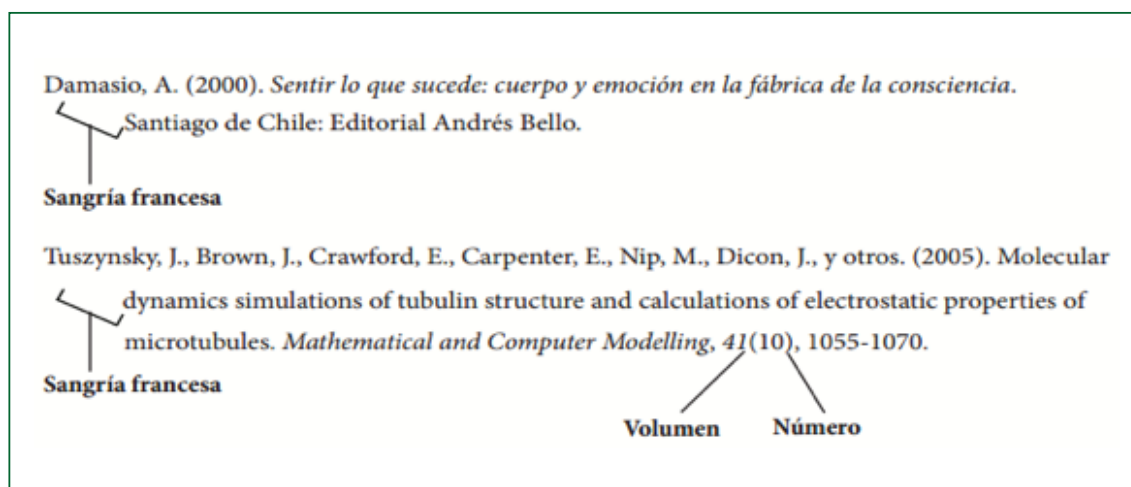 Damasio, A. (2000). Sentir lo que sucede: cuerpo y emoción en la fábrica de la consciencia.
Santiago de Chile: Editorial Andrés Bello.
Sangría francesa
Tuszynsky, J., Brown, J., Crawford, E., Carpenter, E., Nip, M., Dicon, J., y otros. (2005). Molecular
dynamics simulations of tubulin structure and calculations of electrostatic properties of
microtubules. Mathematical and Computer Modelling, 41(10), 1055-1070.
Sangría francesa
Volumen Número